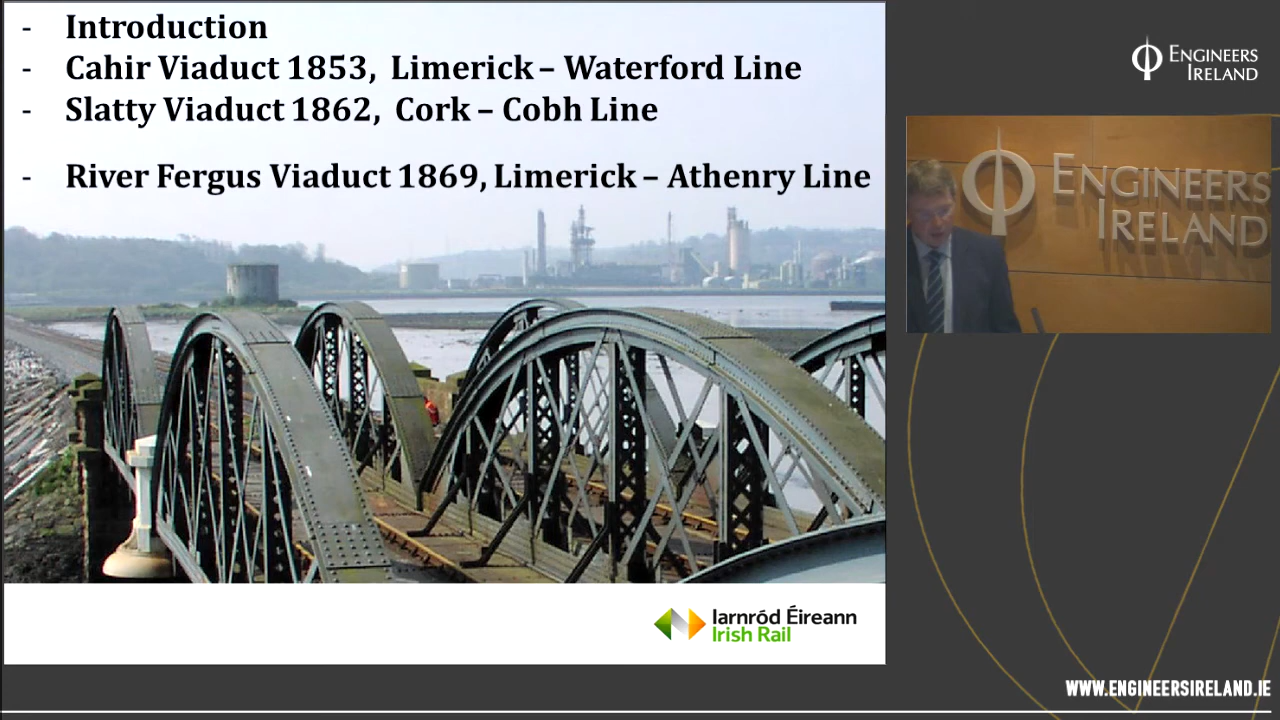 - Introduction
- Cahir Viaduct 1853, Limerick – Waterford Line
- Slatty Viaduct 1862, Cork – Cobh Line
- River Fergus Viaduct 1869, Limerick – Athenry Line
Iarnród Éireann
Irish Rail
ENGINEERS
IRELAND
ENGINEERS
IRELAND
WWW.ENGINEERSIRELAND.IE